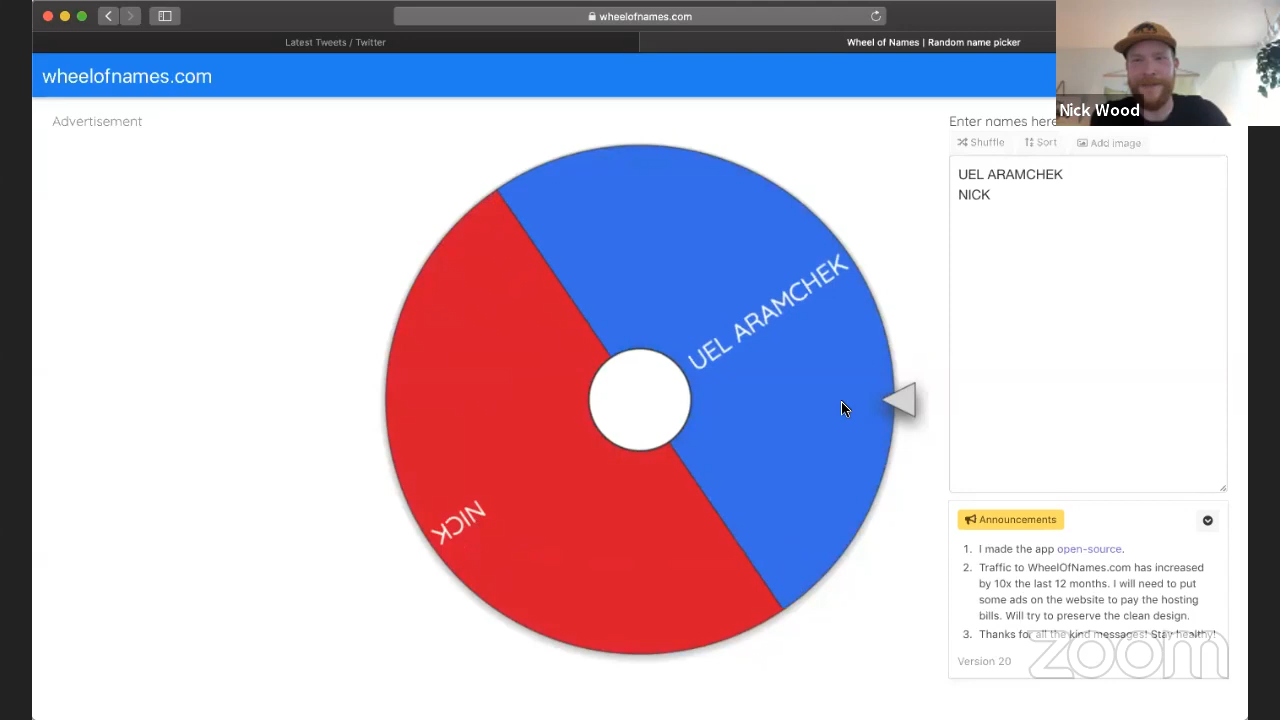 wheelofnames.com
Latest Tweets / Twitter
Wheel of Names | Random name picker
wheelofnames.com
Nick Wood
Advertisement
Enter names here
Shuffle
Sort
Add image
UEL ARAMCHEK
NICK
UEL ARAMCHEK
NICK
Announcements
1. I made the app open-source.
2. Traffic to WheelOfNames.com has increased
by 10x the last 12 months. I will need to put
some ads on the website to pay the hosting
bills. Will try to preserve the clean design.
3. Thanks for all the kind messages! Stay healthy!
Version 20
zoom